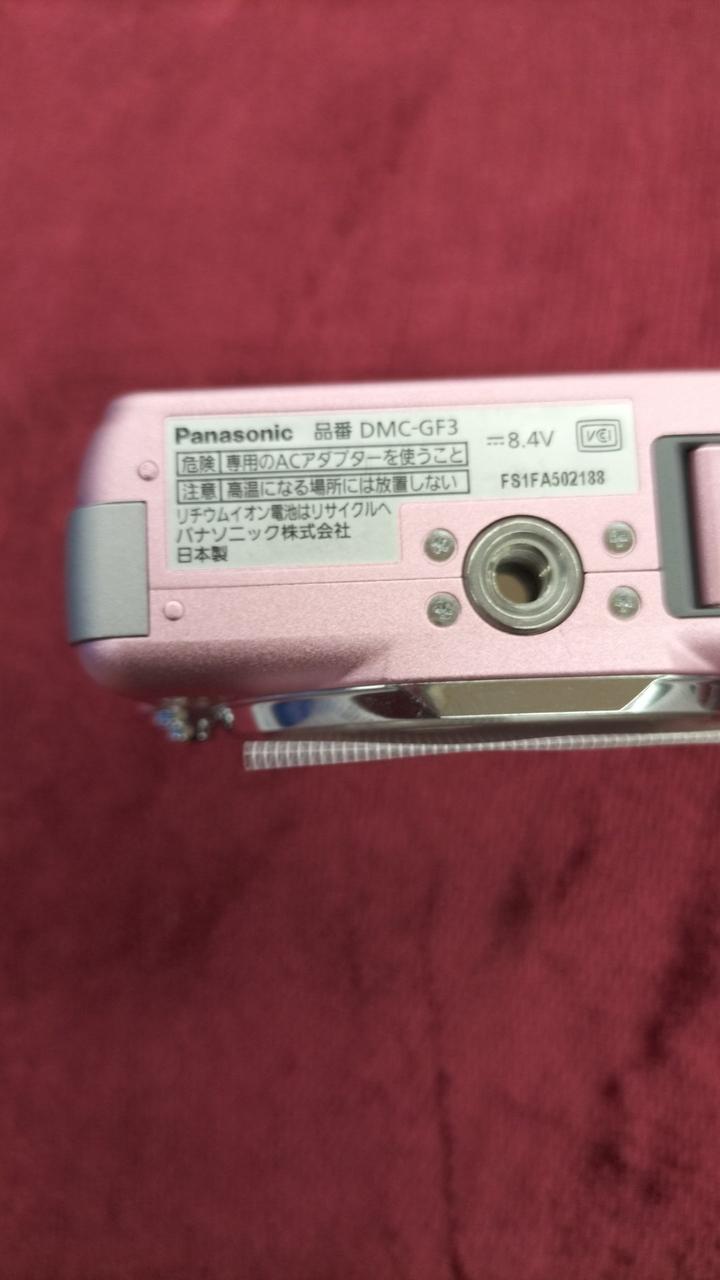 Panasonic 品番 DMC-GF3 ⎓8.4V VCCI
危険 専用のACアダプターを使うこと
注意 高温になる場所には放置しない FS1FA502188
リチウムイオン電池はリサイクルへ
パナソニック株式会社
日本製